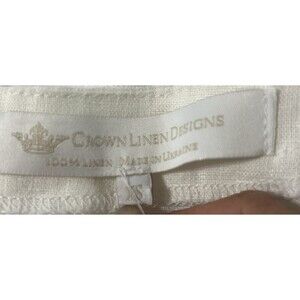 CROWN LINEN DESIGNS
100% LINEN MADE IN UKRAINE